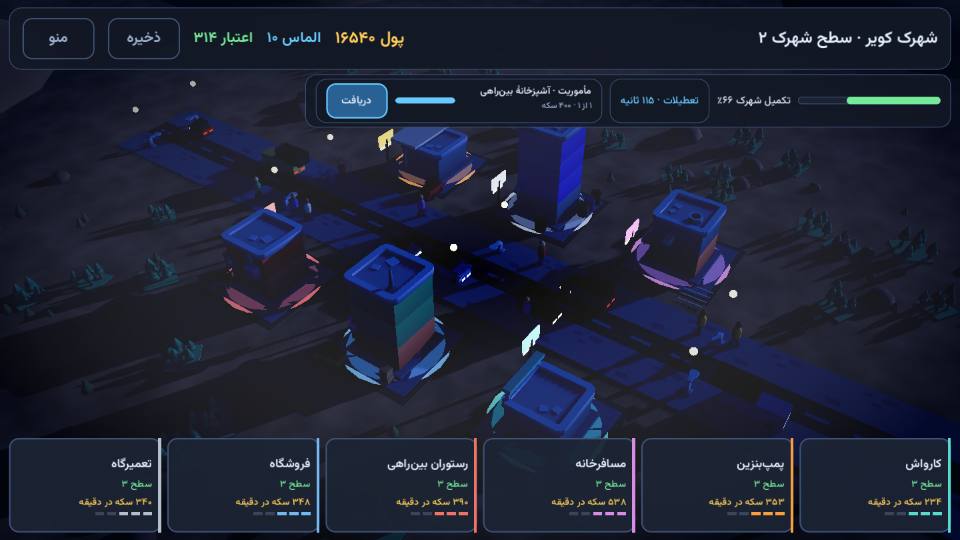 شهرک کویر · سطح شهرک ۲
پول ۱۶۵۴۰
الماس ۱۰
اعتبار ۳۱۴
ذخیره
منو
تکمیل شهرک ۶۶٪
تعطیلات · ۱۱۵ ثانیه
مأموریت · آشپزخانهٔ بین‌راهی
۱ از ۱ · ۴۰۰ سکه
دریافت
کارواش
سطح ۳
۲۳۴ سکه در دقیقه
پمپ‌بنزین
سطح ۳
۳۵۳ سکه در دقیقه
مسافرخانه
سطح ۳
۵۳۸ سکه در دقیقه
رستوران بین‌راهی
سطح ۳
۳۹۰ سکه در دقیقه
فروشگاه
سطح ۳
۳۴۸ سکه در دقیقه
تعمیرگاه
سطح ۳
۳۴۰ سکه در دقیقه